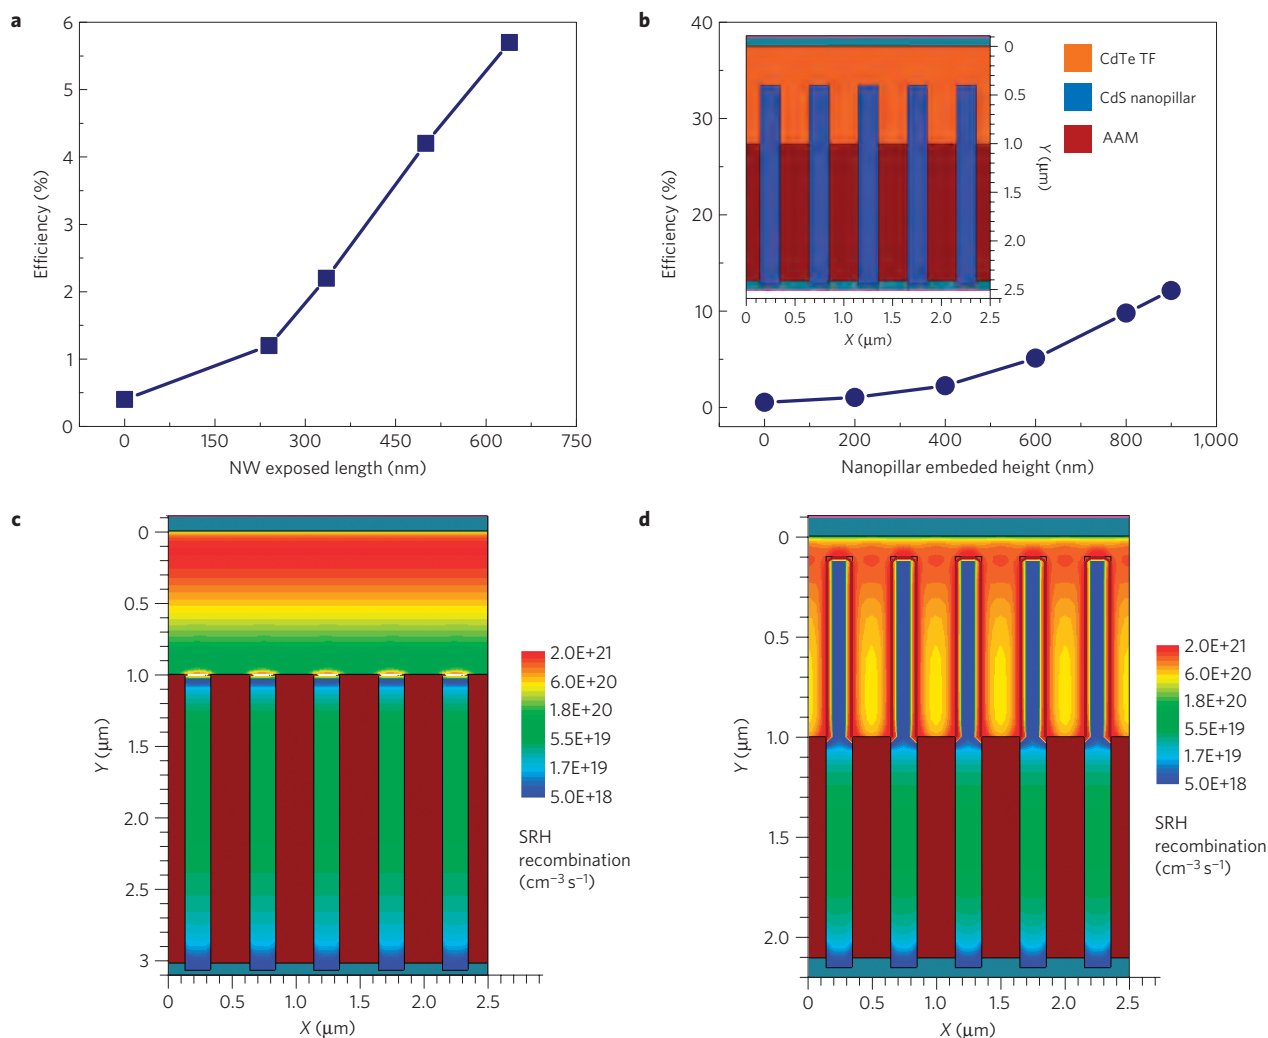 a
6
5
4
3
2
1
0
Efficiency (%)
0 150 300 450 600 750
NW exposed length (nm)
b
40
30
20
10
0
Efficiency (%)
0
0.5
1.0
1.5
2.0
2.5
Y (μm)
0 0.5 1.0 2.0 2.5
X (μm)
CdTe TF
CdS nanopillar
AAM
0 200 400 600 800 1,000
Nanopillar embeded height (nm)
c
0
0.5
1.0
1.5
2.0
2.5
3
Y (μm)
0 0.5 1.0 1.5 2.0 2.5
X (μm)
2.0E+21
6.0E+20
1.8E+20
5.5E+19
1.7E+19
5.0E+18
SRH
recombination
(cm⁻³ s⁻¹)
d
0
0.5
1.0
1.5
2.0
Y (μm)
0 0.5 1.0 1.5 2.0 2.5
X (μm)
2.0E+21
6.0E+20
1.8E+20
5.5E+19
1.7E+19
5.0E+18
SRH
recombination
(cm⁻³ s⁻¹)